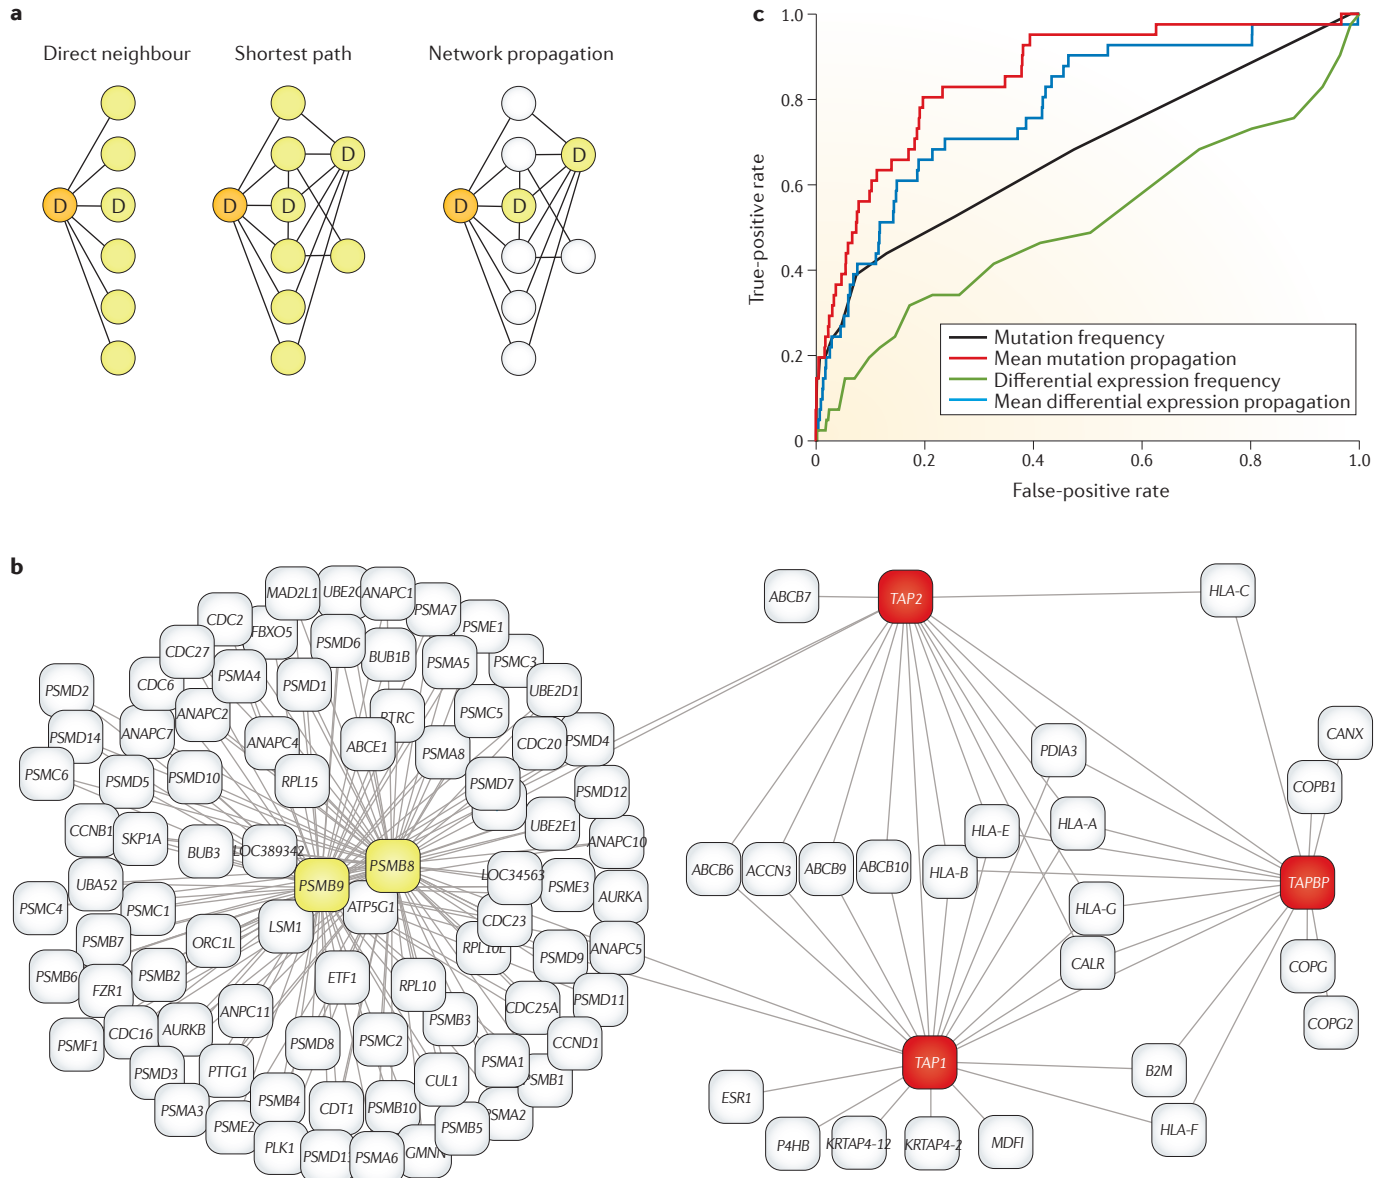 a
Direct neighbour
Shortest path
Network propagation
D
D
D
D
D
D
D
D
c
1.0
0.8
0.6
0.4
0.2
0
0
0.2
0.4
0.6
0.8
1.0
True-positive rate
False-positive rate
Mutation frequency
Mean mutation propagation
Differential expression frequency
Mean differential expression propagation
b
MAD2L1
UBE2C
ANAPC1
CDC2
FBXO5
PSMD6
PSMA7
PSME1
CDC27
BUB1B
PSMA5
PSMC3
PSMD2
CDC6
PSMA4
PSMD1
UBE2D1
PSMD14
ANAPC7
ANAPC2
ANAPC4
PTRC
PSMC5
CDC20
PSMD4
ABCE1
PSMA8
PSMC6
PSMD5
PSMD10
RPL15
PSMD7
PSMD12
CCNB1
SKP1A
BUB3
LOC389342
UBE2E1
ANAPC10
PSMB9
PSMB8
UBA52
LOC34563
PSME3
AURKA
PSMC4
PSMC1
ATP5G1
CDC23
PSMB7
ORC1L
LSM1
RPL10L
PSMD9
ANAPC5
PSMB6
FZR1
PSMB2
ETF1
RPL10
PSMD11
CDC25A
PSMF1
CDC16
AURKB
ANPC11
PSMD8
PSMC2
PSMB3
CCND1
PSMD3
PTTG1
PSMA1
PSMB1
PSMA3
PSME2
PSMB4
CDT1
PSMB10
CUL1
PSMA2
PSMB5
PLK1
PSMD1
PSMA6
GMNN
ABCB7
TAP2
HLA-C
PDIA3
CANX
COPB1
HLA-E
HLA-A
ABCB6
ACCN3
ABCB9
ABCB10
HLA-B
TAPBP
HLA-G
CALR
COPG
COPG2
TAP1
B2M
ESR1
HLA-F
P4HB
KRTAP4-12
KRTAP4-2
MDFI